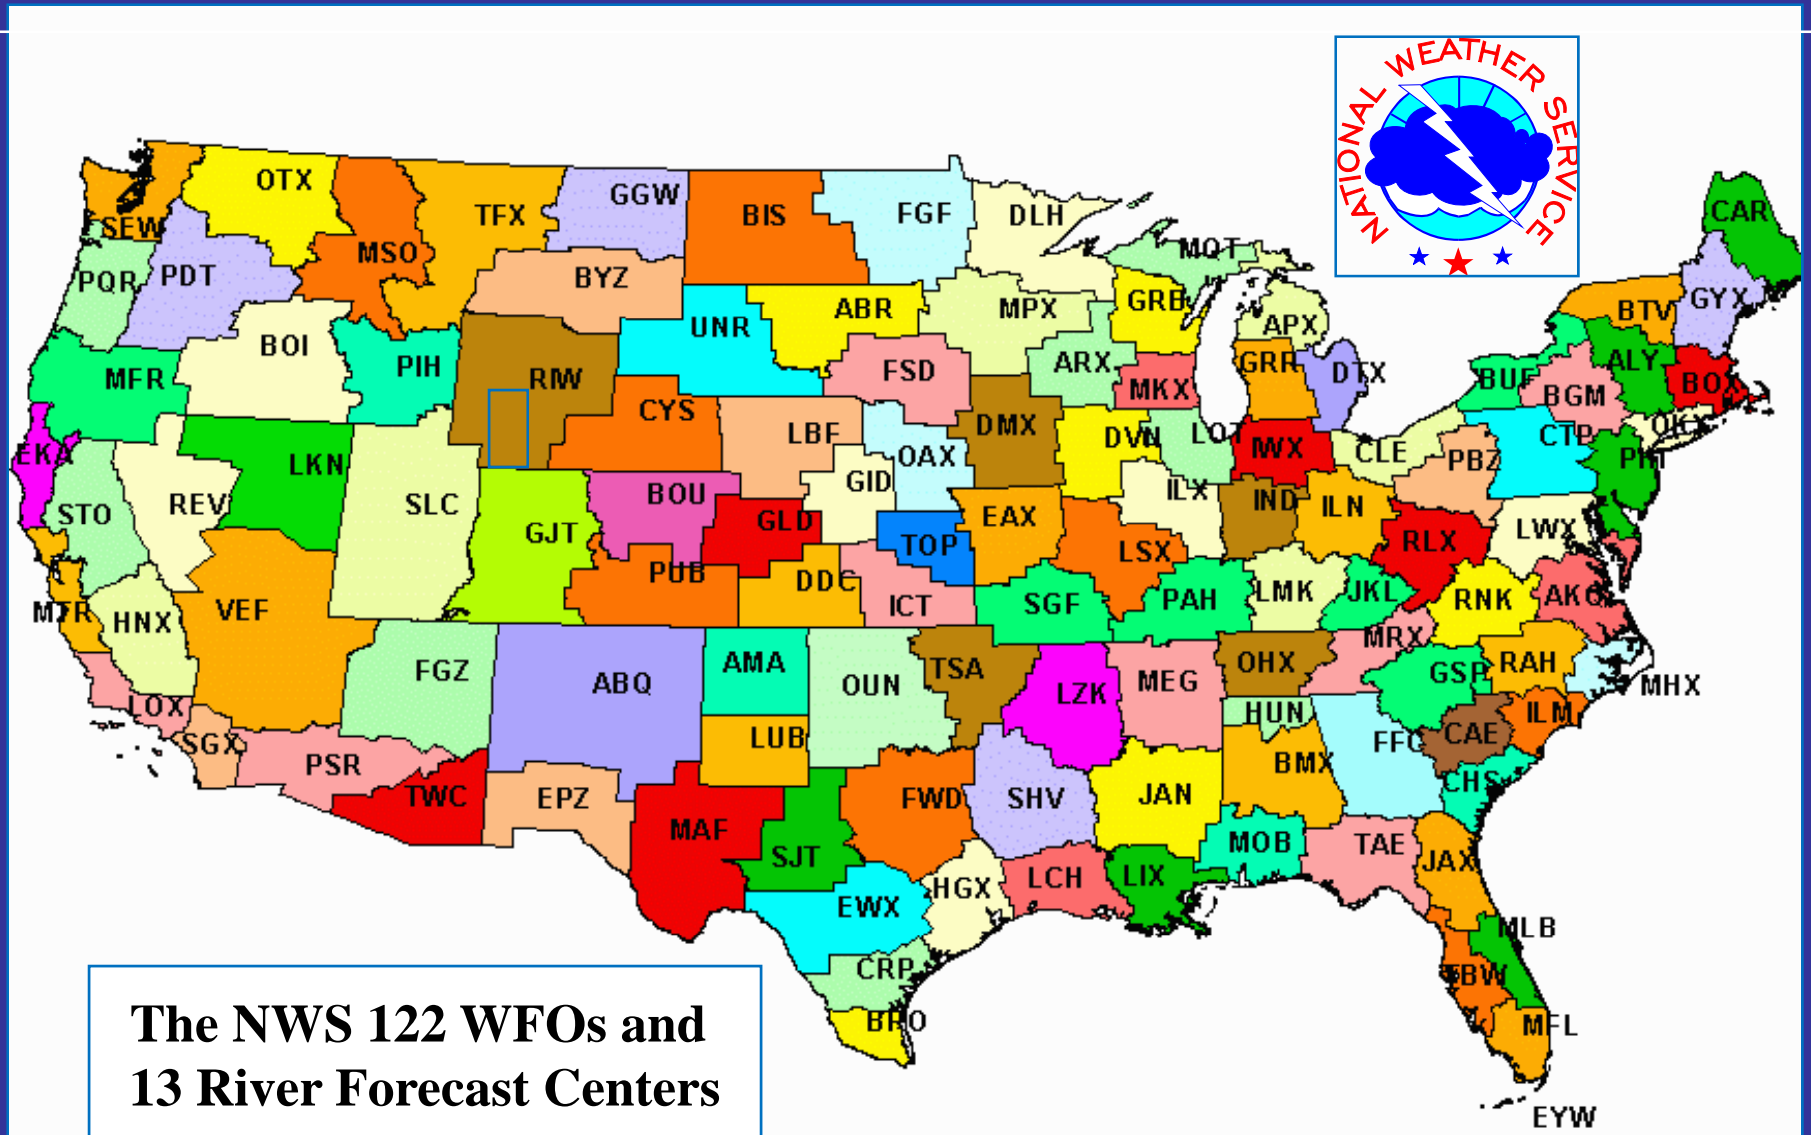 NATIONAL WEATHER SERVICE
OTX
GGW
TFX
BIS
FGF
DLH
CAR
SEW
MSO
MQT
PQR
PDT
BYZ
GRB
GYX
MPX
ABR
BTV
UNR
APX
BOI
PIH
ARX
GRR
ALY
MFR
RIW
FSD
DTX
BUF
BOX
MKX
BGM
CYS
LBF
DMX
DVN
LOT
CTP
OKX
EKA
LKN
OAX
IWX
CLE
PBZ
PHI
GID
ILX
REV
SLC
BOU
IND
ILN
STO
GLD
EAX
GJT
TOP
LSX
RLX
LWX
PUB
DDC
MTR
HNX
VEF
ICT
SGF
PAH
LMK
JKL
RNK
AKQ
MRX
FGZ
ABQ
AMA
OUN
TSA
LZK
MEG
OHX
GSP
RAH
MHX
LOX
HUN
ILM
SGX
LUB
FFC
CAE
PSR
BMX
CHS
TWC
EPZ
MAF
FWD
SHV
JAN
SJT
MOB
TAE
JAX
EWX
HGX
LCH
LIX
MLB
CRP
TBW
BRO
MFL
The NWS 122 WFOs and
13 River Forecast Centers
EYW